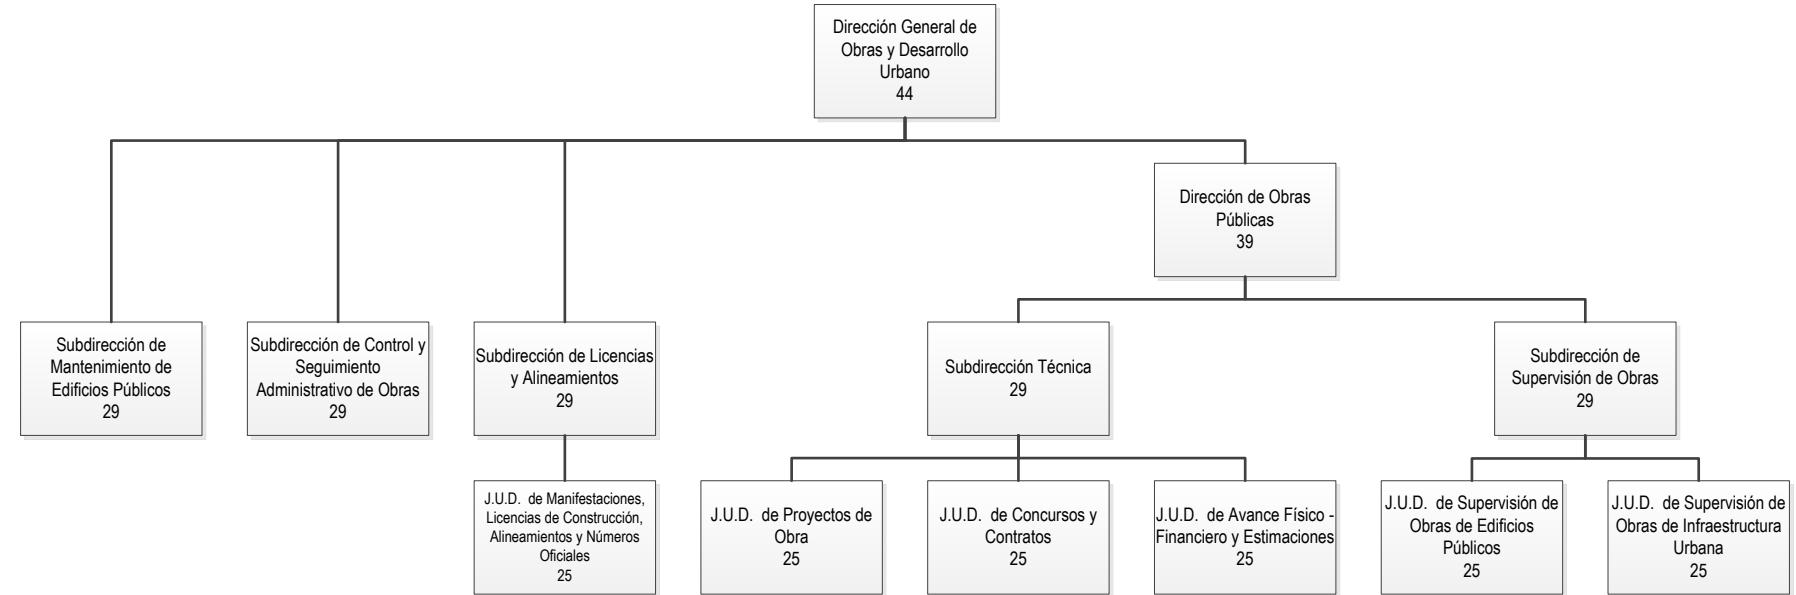 Dirección General de
Obras y Desarrollo
Urbano
44
Dirección de Obras
Públicas
39
Subdirección de
Mantenimiento de
Edificios Públicos
29
Subdirección de Control y
Seguimiento
Administrativo de Obras
29
Subdirección de Licencias
y Alineamientos
29
Subdirección Técnica
29
Subdirección de
Supervisión de Obras
29
J.U.D.  de Manifestaciones,
Licencias de Construcción,
Alineamientos y Números
Oficiales
25
J.U.D.  de Proyectos de
Obra
25
J.U.D.  de Concursos y
Contratos
25
J.U.D.  de Avance Físico -
Financiero y Estimaciones
25
J.U.D.  de Supervisión de
Obras de Edificios
Públicos
25
J.U.D.  de Supervisión de
Obras de Infraestructura
Urbana
25